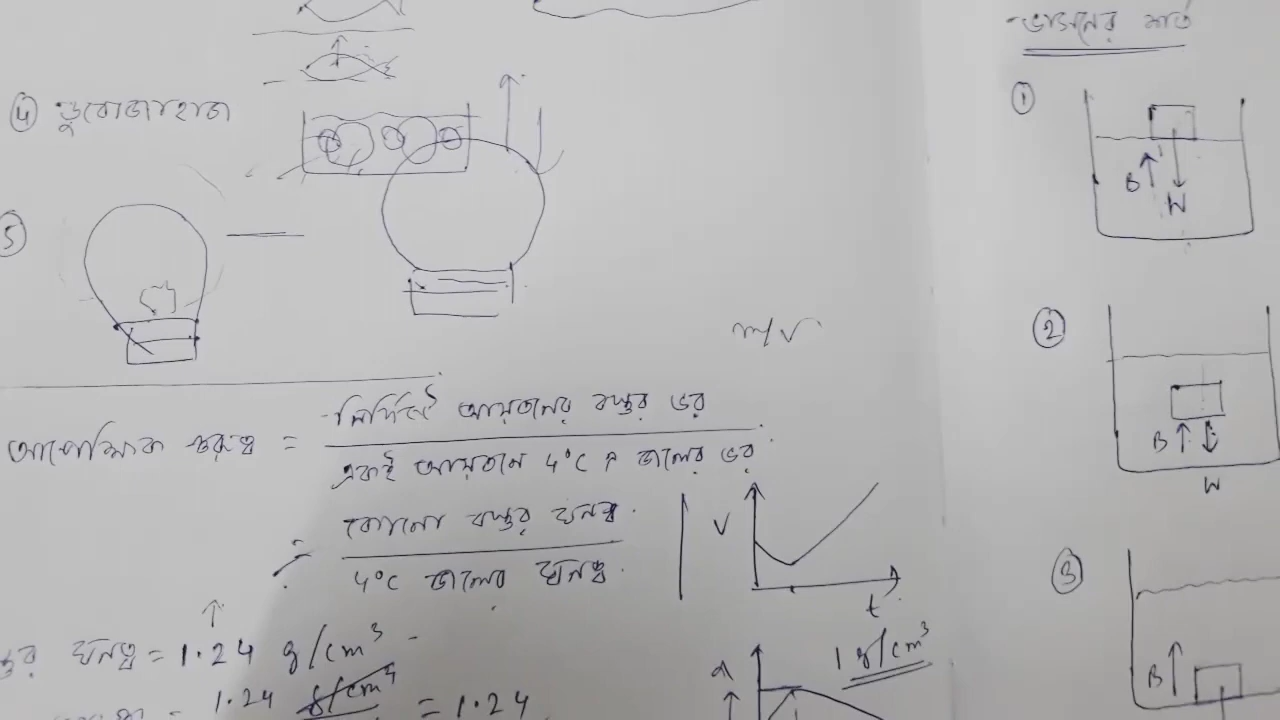 ভাসনের শর্ত
④ ডুবোজাহাজ
①
B
W
⑤
m/V
②
B
W
আপেক্ষিক গুরুত্ব = নির্দিষ্ট আয়তনের বস্তুর ভর
একই আয়তনে 4°C এ জলের ভর
= কোনো বস্তুর ঘনত্ব
4°C জলের ঘনত্ব
V
t
③
B
ঘনত্ব = 1.24 g/cm³
1 g/cm³
1.24 g/cm³ = 1.24
d